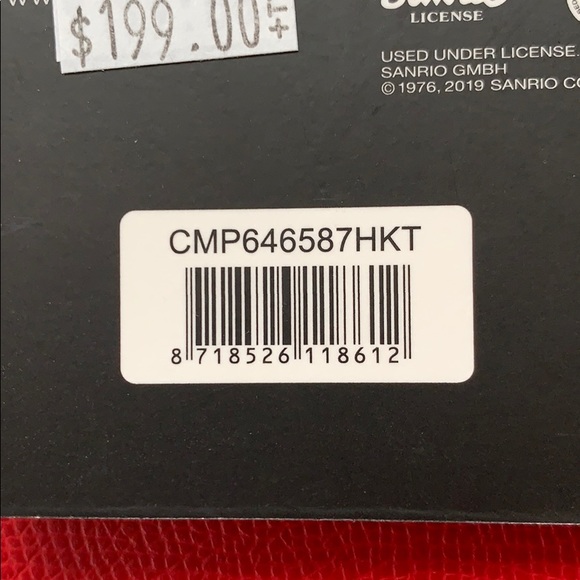 $199.00
LICENSE
USED UNDER LICENSE.
SANRIO GMBH
© 1976, 2019 SANRIO CO
CMP646587HKT
8 718526 118612